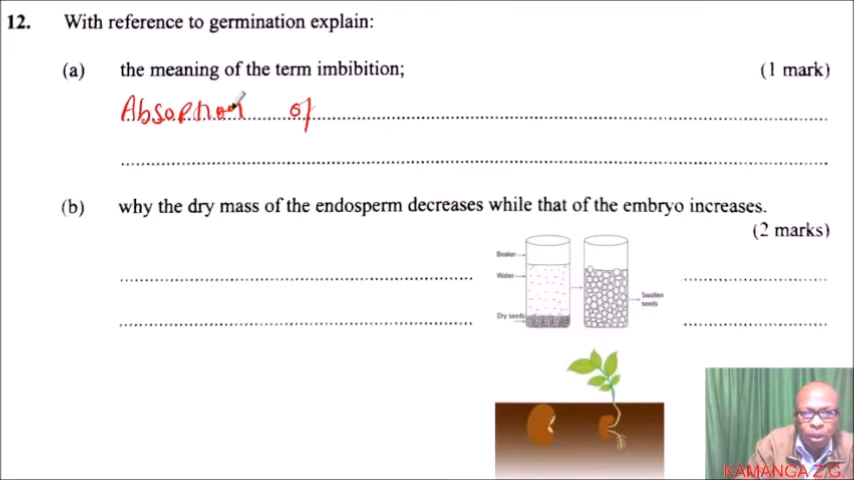 12. With reference to germination explain:
(a) the meaning of the term imbibition; (1 mark)
Absoption of
(b) why the dry mass of the endosperm decreases while that of the embryo increases.
(2 marks)
Beaker
Water
Dry seeds
Swollen
seeds
KAMANGA Z.G.